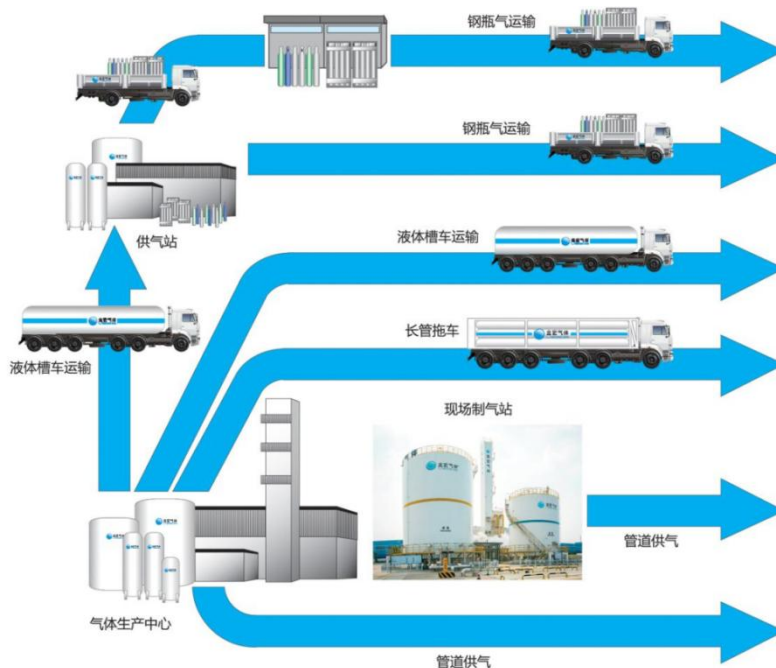 钢瓶气运输
钢瓶气运输
供气站
液体槽车运输
液体槽车运输
长管拖车
现场制气站
管道供气
气体生产中心
管道供气